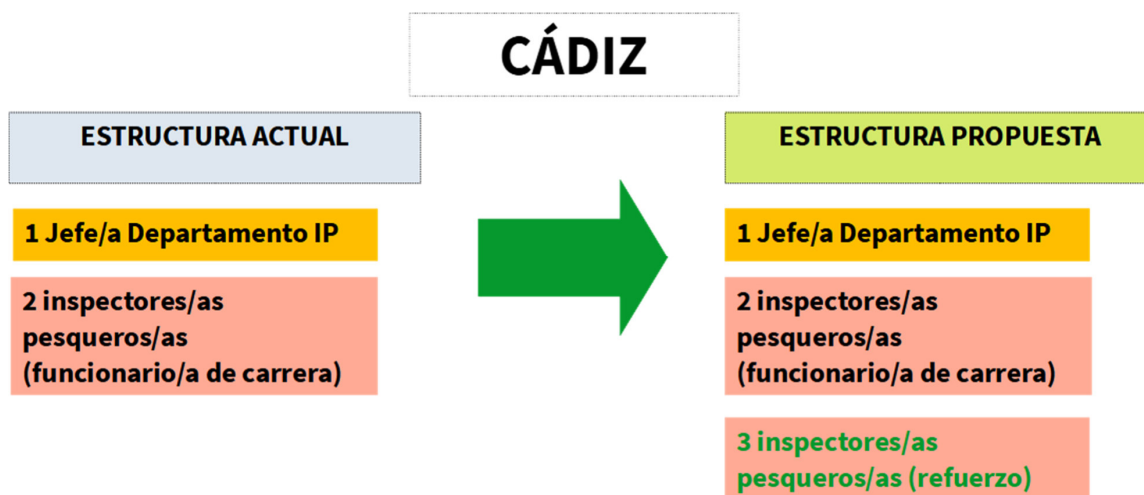 CÁDIZ
ESTRUCTURA ACTUAL
1 Jefe/a Departamento IP
2 inspectores/as
pesqueros/as
(funcionario/a de carrera)
ESTRUCTURA PROPUESTA
1 Jefe/a Departamento IP
2 inspectores/as
pesqueros/as
(funcionario/a de carrera)
3 inspectores/as
pesqueros/as (refuerzo)